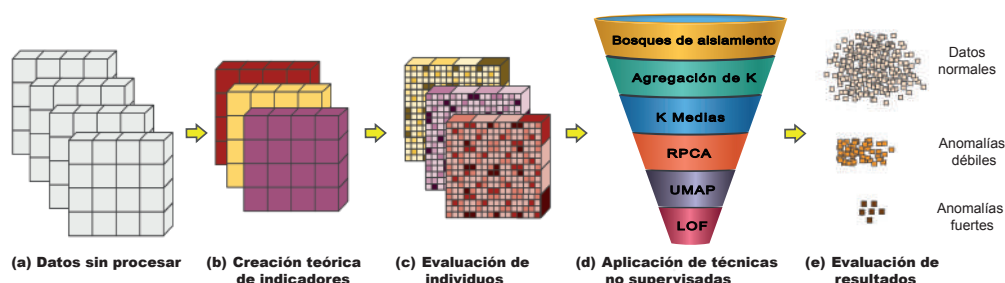 Bosques de aislamiento
Agregación de K
K Medias
RPCA
UMAP
LOF
Datos
normales
Anomalías
débiles
Anomalías
fuertes
(a) Datos sin procesar
(b) Creación teórica
de indicadores
(c) Evaluación de
individuos
(d) Aplicación de técnicas
no supervisadas
(e) Evaluación de
resultados